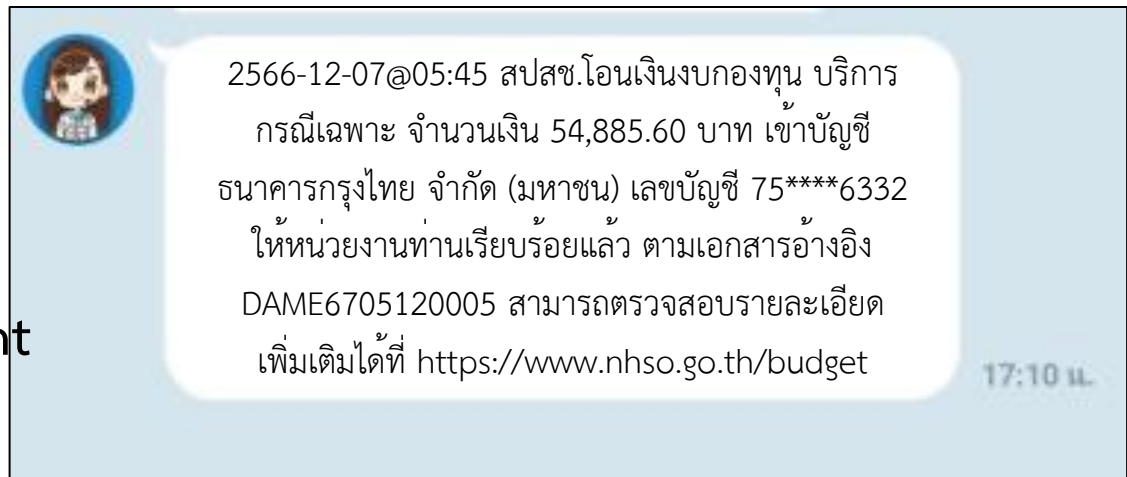 2566-12-07@05:45 สปสช.โอนเงินงบกองทุน บริการ
กรณีเฉพาะ จำนวนเงิน 54,885.60 บาท เข้าบัญชี
ธนาคารกรุงไทย จำกัด (มหาชน) เลขบัญชี 75****6332
ให้หน่วยงานท่านเรียบร้อยแล้ว ตามเอกสารอ้างอิง
DAME6705120005 สามารถตรวจสอบรายละเอียด
nt
เพิ่มเติมได้ที่ https://www.nhso.go.th/budget
17:10 น.